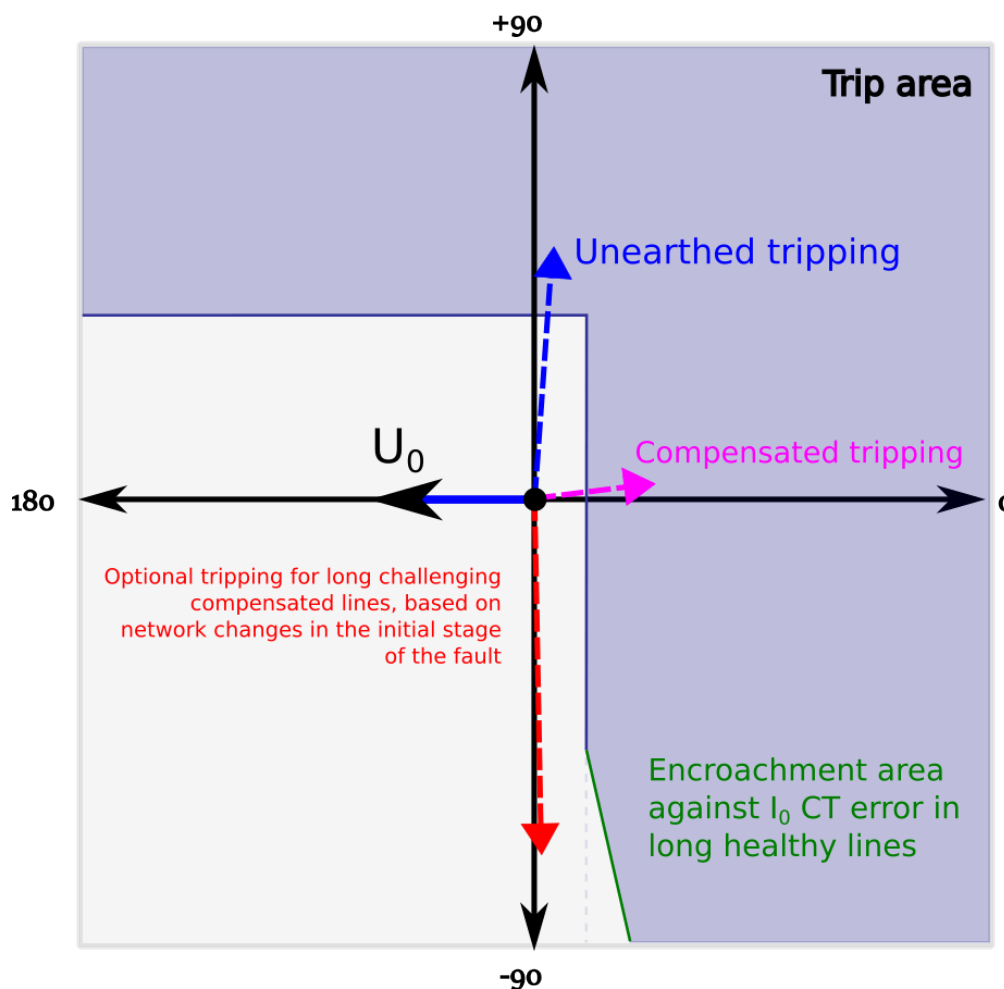 +90
Trip area
Unearthed tripping
U₀
Compensated tripping
180
0
Optional tripping for long challenging
compensated lines, based on
network changes in the initial stage
of the fault
Encroachment area
against I₀ CT error in
long healthy lines
-90